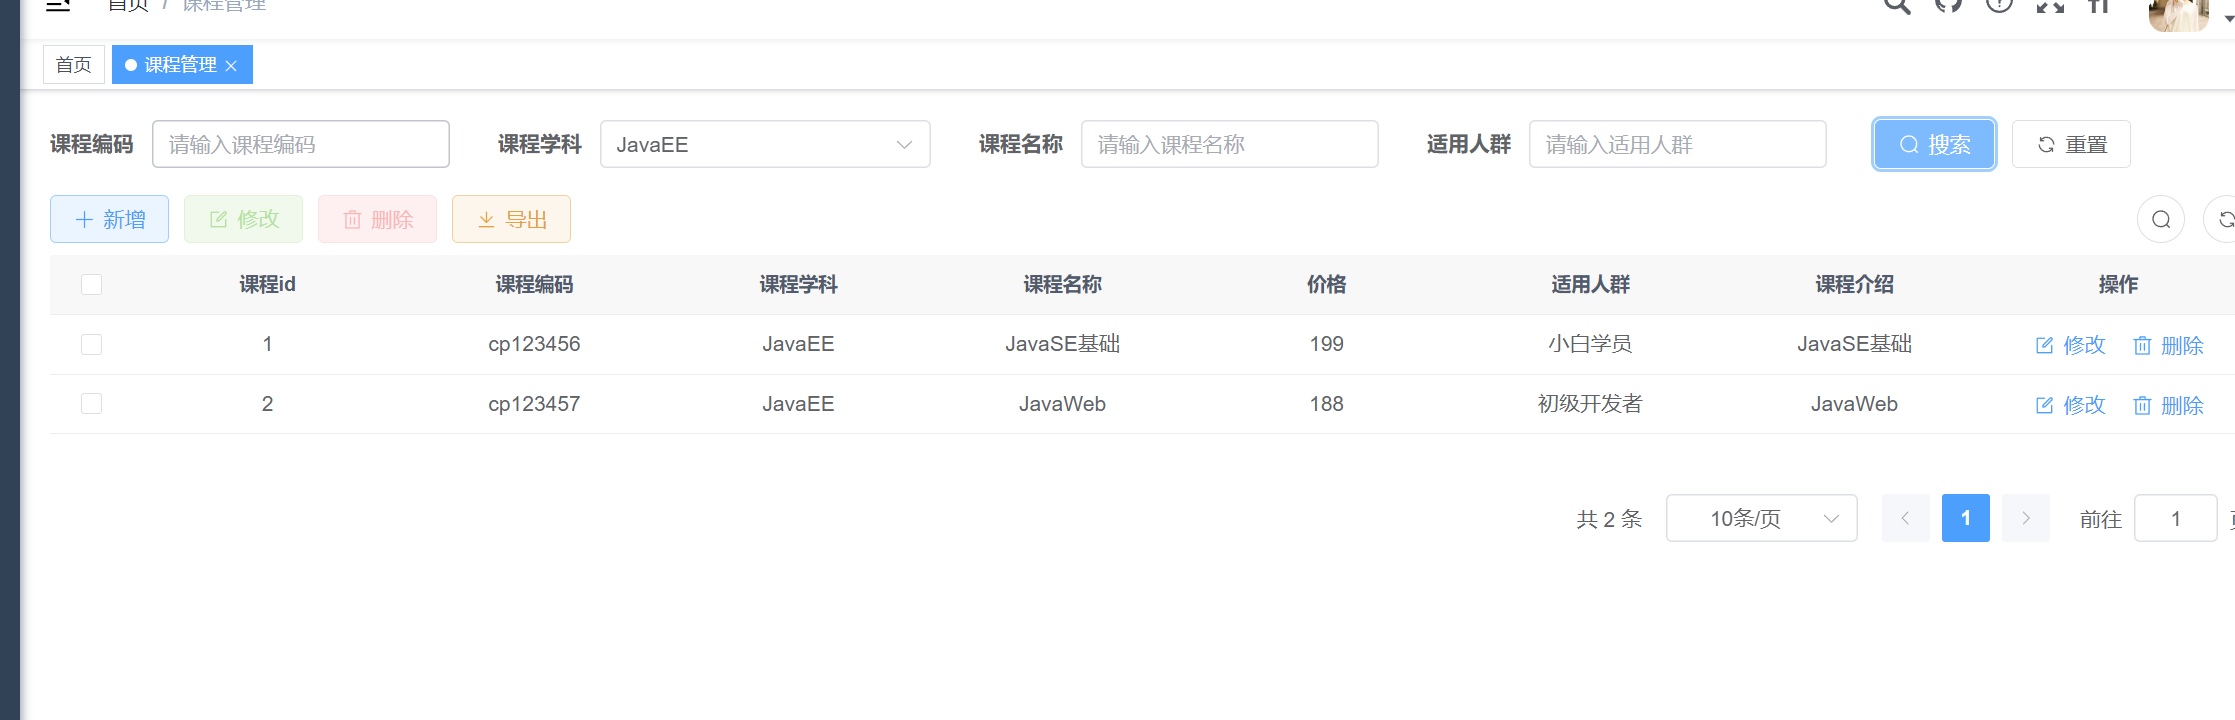 首页 / 课程管理
首页 课程管理
课程编码 请输入课程编码 课程学科 JavaEE 课程名称 请输入课程名称 适用人群 请输入适用人群 搜索 重置
新增 修改 删除 导出
课程id 课程编码 课程学科 课程名称 价格 适用人群 课程介绍 操作
1 cp123456 JavaEE JavaSE基础 199 小白学员 JavaSE基础 修改 删除
2 cp123457 JavaEE JavaWeb 188 初级开发者 JavaWeb 修改 删除
共 2 条 10条/页 1 前往 1